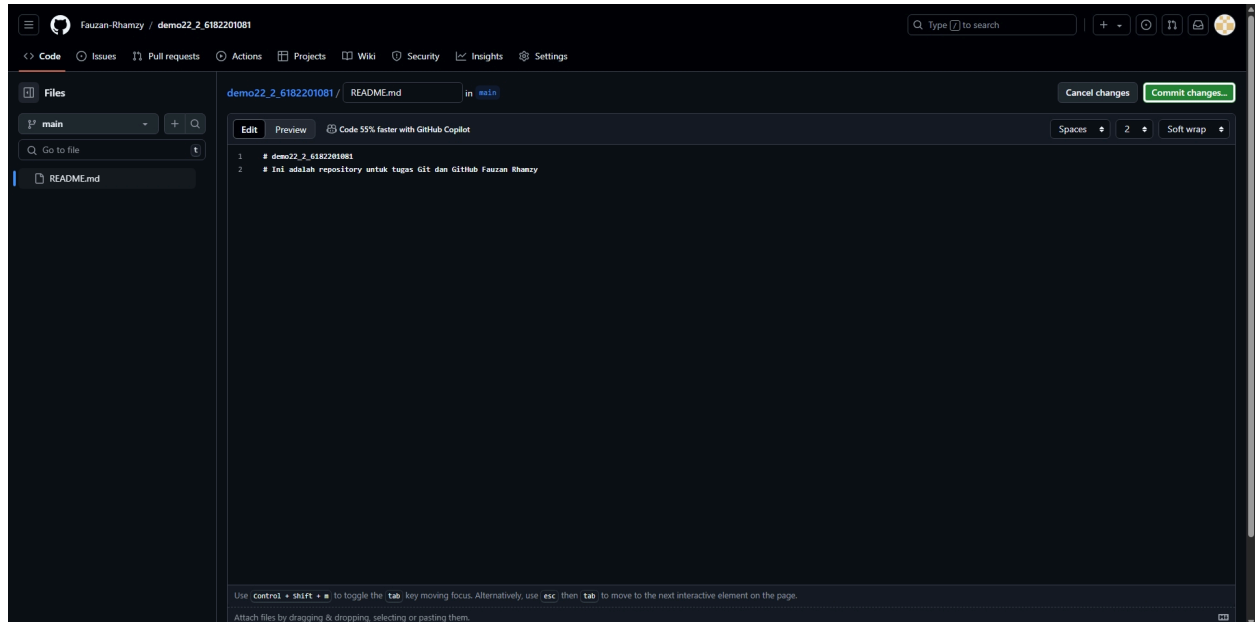 Fauzan-Rhamzy / demo22_2_6182201081
Type / to search
Code Issues Pull requests Actions Projects Wiki Security Insights Settings
Files
demo22_2_6182201081 / README.md in main
Cancel changes Commit changes...
main
Edit Preview Code 55% faster with GitHub Copilot
Spaces 2 Soft wrap
Go to file t
1 # demo22_2_6182201081
2 # Ini adalah repository untuk tugas Git dan GitHub Fauzan Rhamzy
README.md
Use Control + Shift + m to toggle the tab key moving focus. Alternatively, use esc then tab to move to the next interactive element on the page.
Attach files by dragging & dropping, selecting or pasting them.